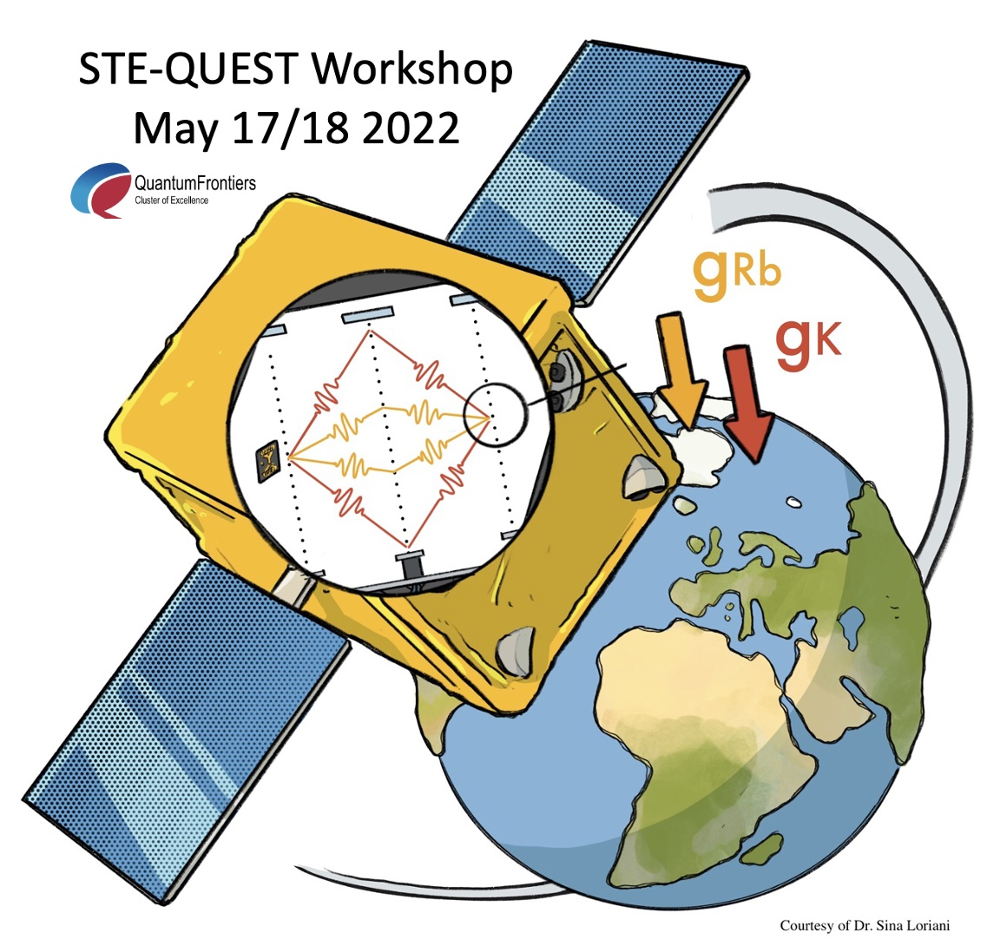 STE-QUEST Workshop
May 17/18 2022
QuantumFrontiers
Cluster of Excellence
gRb
gK
Courtesy of Dr. Sina Loriani